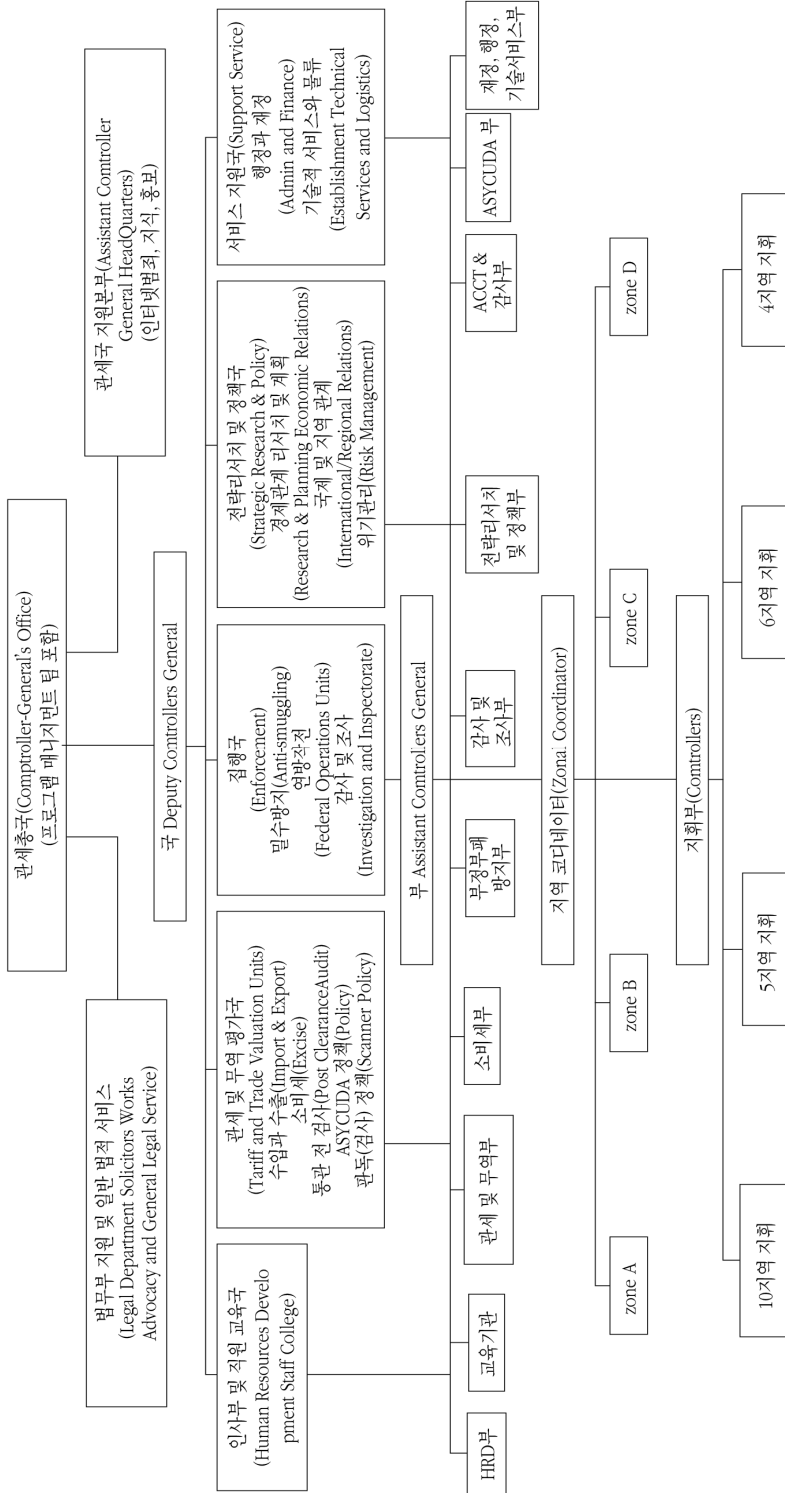 관세총국(Comptroller-General's Office)
(프로그램 매니지먼트 팀 포함)
법무부 지원 및 일반 법적 서비스
(Legal Department Solicitors Works
Advocacy and General Legal Service)
관세국 지원본부(Assistant Comtroller
General HeadQuarters)
(인터넷범죄, 지식, 홍보)
국 Deputy Comtrollers General
인사부 및 직원 교육국
(Human Resources Develo
pment Staff College)
관세 및 무역 평가국
(Tariff and Trade Valuation Units)
수입과 수출(Import & Export)
소비세(Excise)
통관 전 검사(Post ClearanceAudit)
ASYCUDA 정책(Policy)
판독(검사) 정책(Scanner Policy)
집행국
(Enforcement)
밀수방지(Anti-smuggling)
연방작전
(Federal Operations Units)
감사 및 조사
(Investigation and Inspectorate)
전략리서치 및 정책국
(Strategic Research & Policy)
경제관계 리서치 및 계획
(Research & Planning Economic Relations)
국제 및 지역 관계
(International/Regional Relations)
위기관리(Risk Management)
서비스 지원국(Support Service)
행정과 재정
(Admin and Finance)
기술적 서비스와 물류
(Establishment Technical
Services and Logistics)
부 Assistant Comtrollers General
HRD부
교육기관
관세 및 무역부
소비세부
부정부패
방지부
감사 및
조사부
전략리서치
및 정책부
ACCT &
감사부
ASYCUDA 부
재정, 행정,
기술서비스부
지역 코디네이터(Zonal Coordinator)
zone A
zone B
zone C
zone D
지휘부(Comtrollers)
10지역 지휘
5지역 지휘
6지역 지휘
4지역 지휘